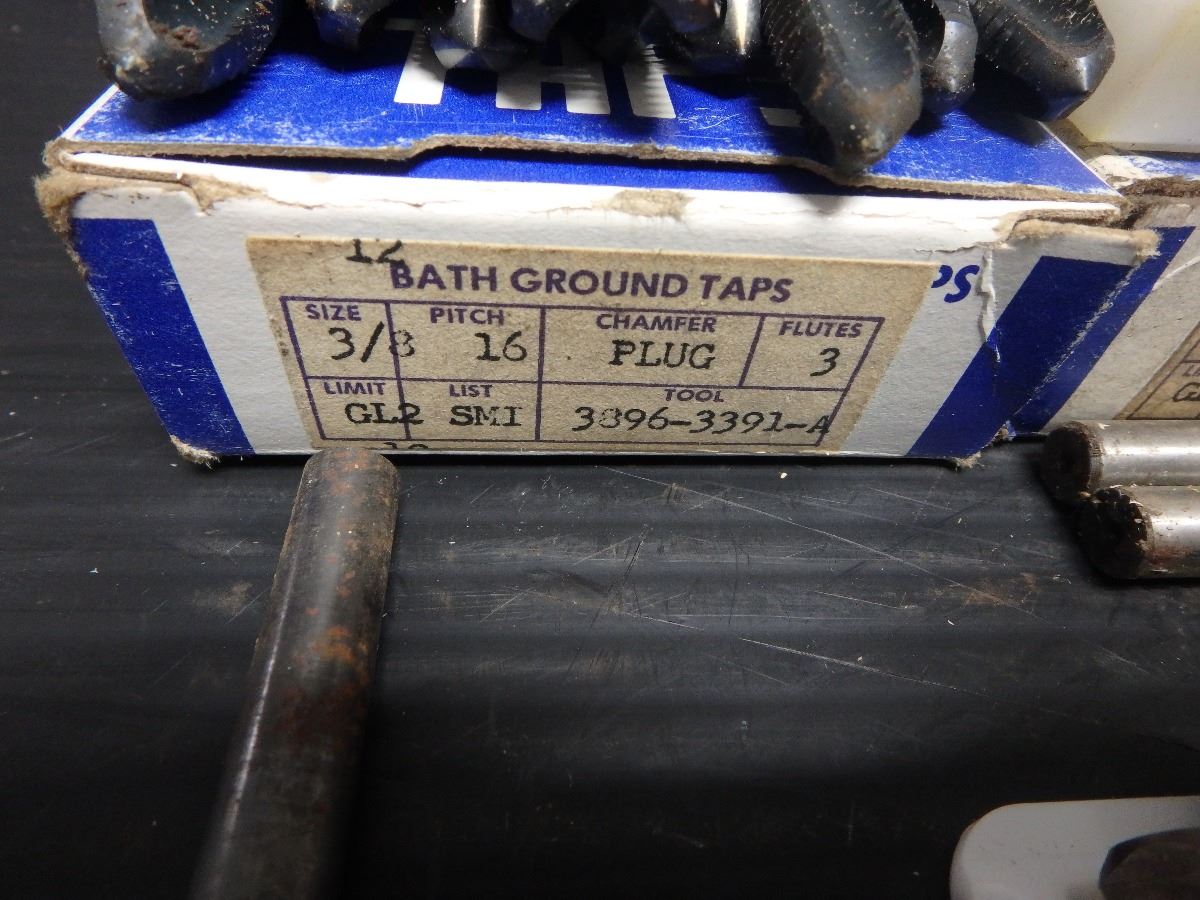 12
BATH GROUND TAPS
SIZE PITCH CHAMFER FLUTES
3/8 16 PLUG 3
LIMIT LIST TOOL
GL2 SMI 3896-3391-A
PS